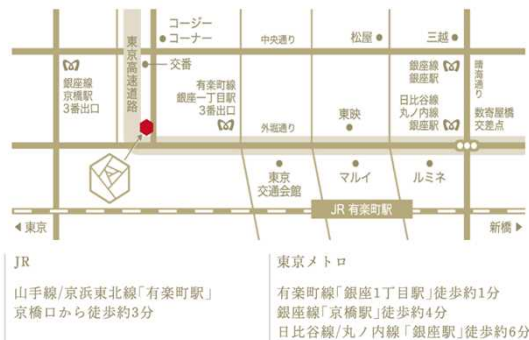 コージー
コーナー
中央通り
松屋
三越
東京高速道路
交番
晴海通り
銀座線
京橋駅
3番出口
有楽町線
銀座一丁目駅
3番出口
銀座線
銀座駅
日比谷線
丸ノ内線
銀座駅
外堀通り
東映
数寄屋橋
交差点
東京
交通会館
マルイ
ルミネ
JR 有楽町駅
東京
新橋
JR
山手線/京浜東北線「有楽町駅」
京橋口から徒歩約3分
東京メトロ
有楽町線「銀座1丁目駅」徒歩約1分
銀座線「京橋駅」徒歩約4分
日比谷線/丸ノ内線「銀座駅」徒歩約6分